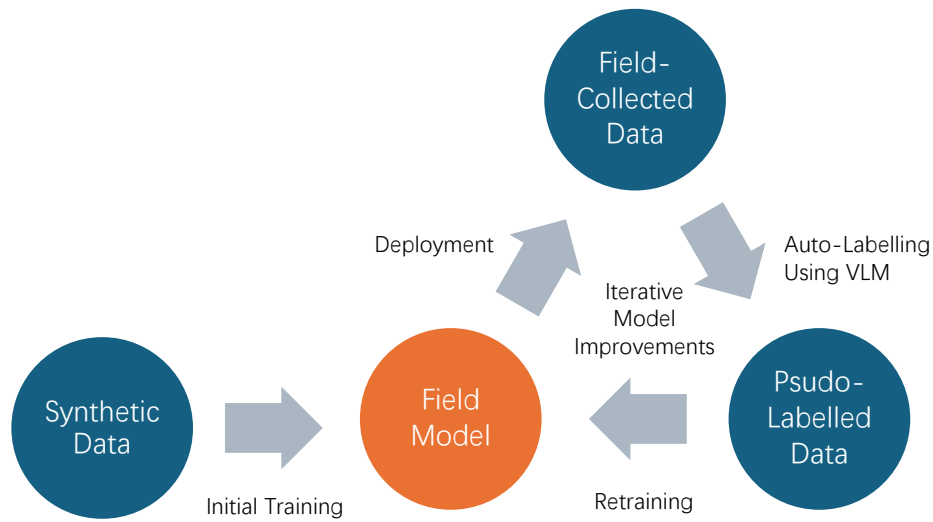 Field-
Collected
Data
Deployment
Auto-Labelling
Using VLM
Iterative
Model
Improvements
Synthetic
Data
Field
Model
Psudo-
Labelled
Data
Initial Training
Retraining